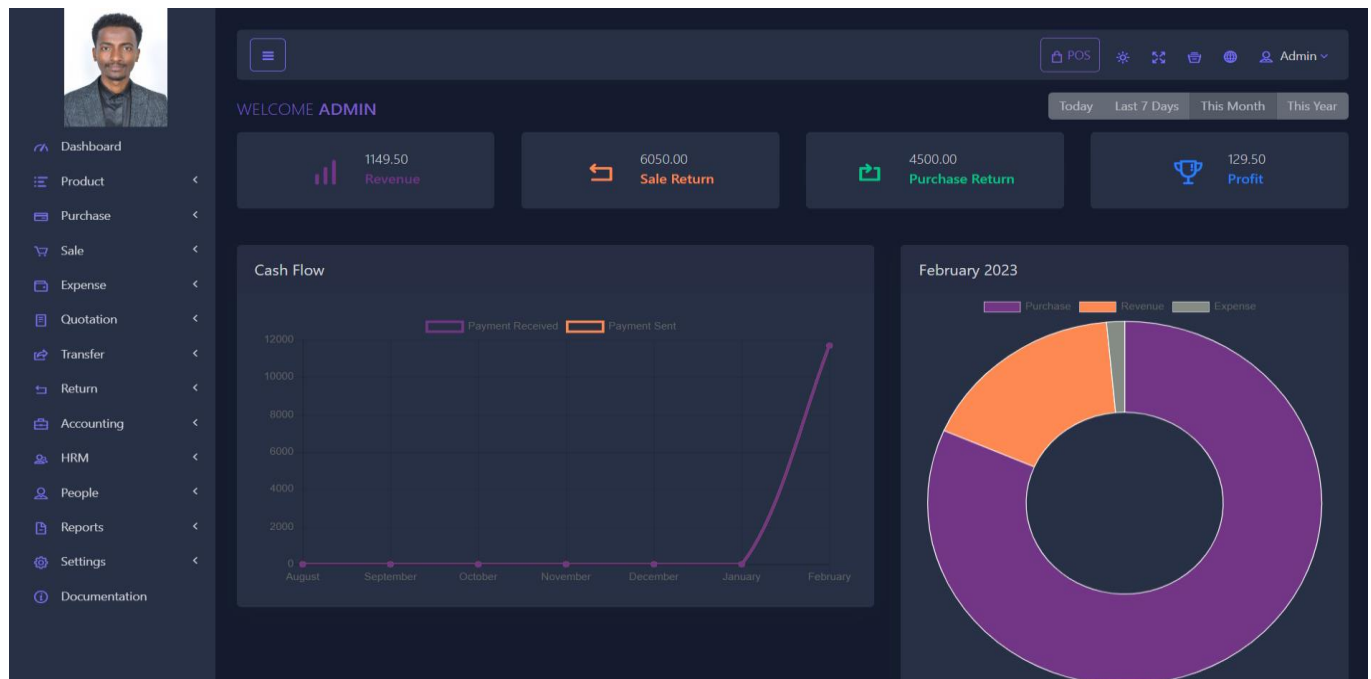 POS
Admin
WELCOME ADMIN
Today Last 7 Days This Month This Year
Dashboard
Product
Purchase
Sale
Expense
Quotation
Transfer
Return
Accounting
HRM
People
Reports
Settings
Documentation
1149.50
Revenue
6050.00
Sale Return
4500.00
Purchase Return
129.50
Profit
Cash Flow
Payment Received Payment Sent
12000
10000
8000
6000
4000
2000
0
August September October November December January February
February 2023
Purchase Revenue Expense